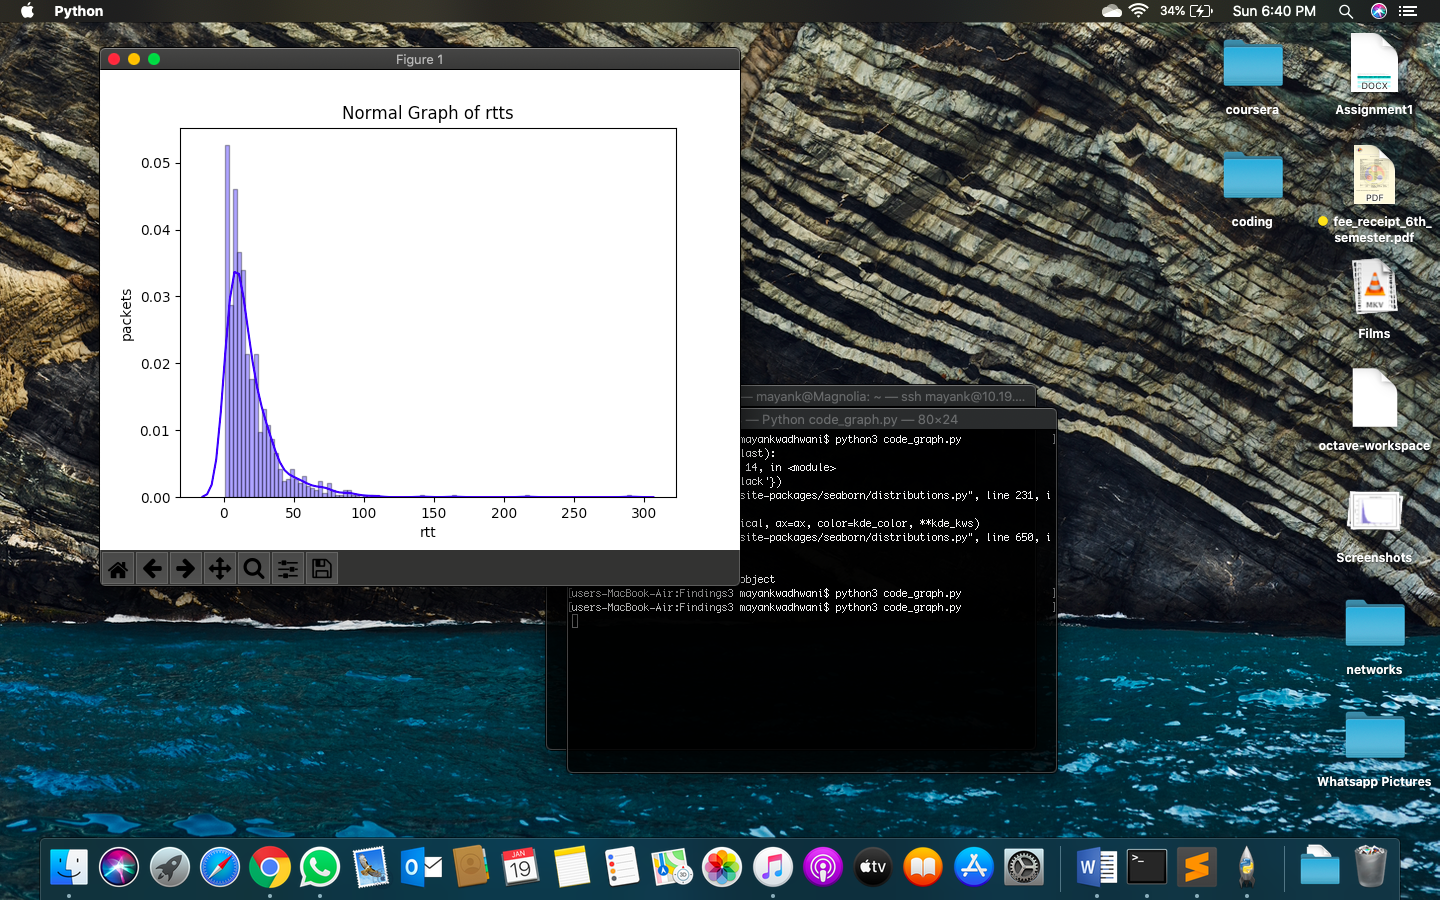 Python
34%
Sun 6:40 PM
Figure 1
Normal Graph of rtts
0.05
0.04
0.03
0.02
0.01
0.00
packets
0 50 100 150 200 250 300
rtt
— mayank@Magnolia: ~ — ssh mayank@10.19....
— Python code_graph.py — 80×24
mayankwadhwani$ python3 code_graph.py ]
last):
14, in <module>
lack'})
site-packages/seaborn/distributions.py", line 231, i
ical, ax=ax, color=kde_color, **kde_kws)
site-packages/seaborn/distributions.py", line 650, i
object
[users-MacBook-Air:Findings3 mayankwadhwani$ python3 code_graph.py ]
[users-MacBook-Air:Findings3 mayankwadhwani$ python3 code_graph.py ]
coursera
DOCX
Assignment1
coding
PDF
fee_receipt_6th_
semester.pdf
MKV
Films
octave-workspace
Screenshots
networks
Whatsapp Pictures
JAN
19
tv
W
>_